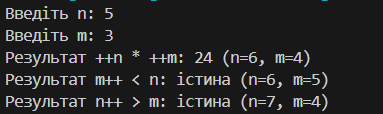 Введіть n: 5
Введіть m: 3
Результат ++n * ++m: 24 (n=6, m=4)
Результат m++ < n: істина (n=6, m=5)
Результат n++ > m: істина (n=7, m=4)